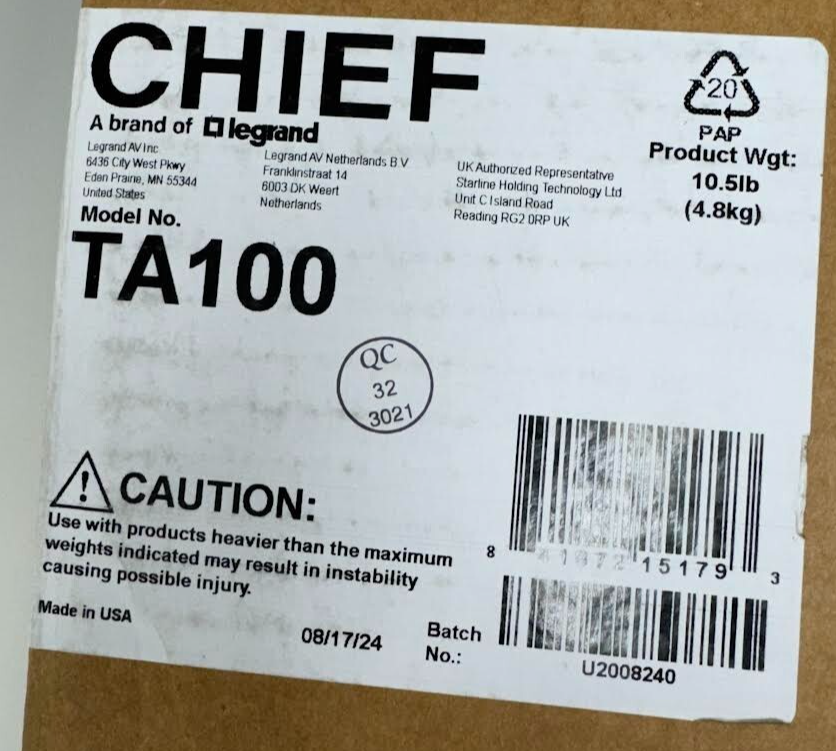 CHIEF
A brand of legrand
Legrand AV Inc
6436 City West Pkwy
Eden Prairie, MN 55344
United States
Legrand AV Netherlands B V
Franklinstraat 14
6003 DK Weert
Netherlands
UK Authorized Representative
Starline Holding Technology Ltd
Unit C Island Road
Reading RG2 0RP UK
20
PAP
Product Wgt:
10.5lb
(4.8kg)
Model No.
TA100
QC
32
3021
CAUTION:
Use with products heavier than the maximum
weights indicated may result in instability
causing possible injury.
Made in USA
08/17/24
8 41872 15179 3
Batch
No.:
U2008240